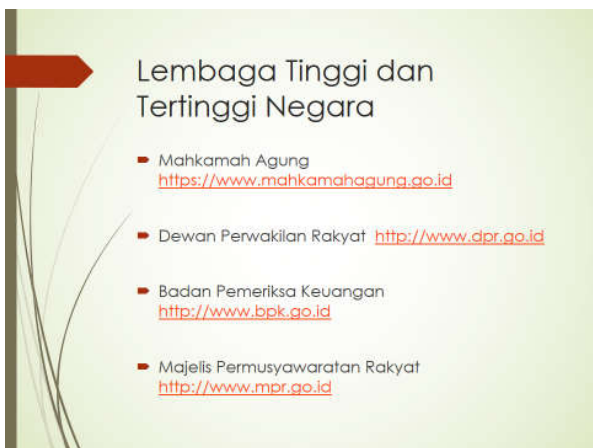 Lembaga Tinggi dan
Tertinggi Negara
Mahkamah Agung
https://www.mahkamahagung.go.id
Dewan Perwakilan Rakyat http://www.dpr.go.id
Badan Pemeriksa Keuangan
http://www.bpk.go.id
Majelis Permusyawaratan Rakyat
http://www.mpr.go.id